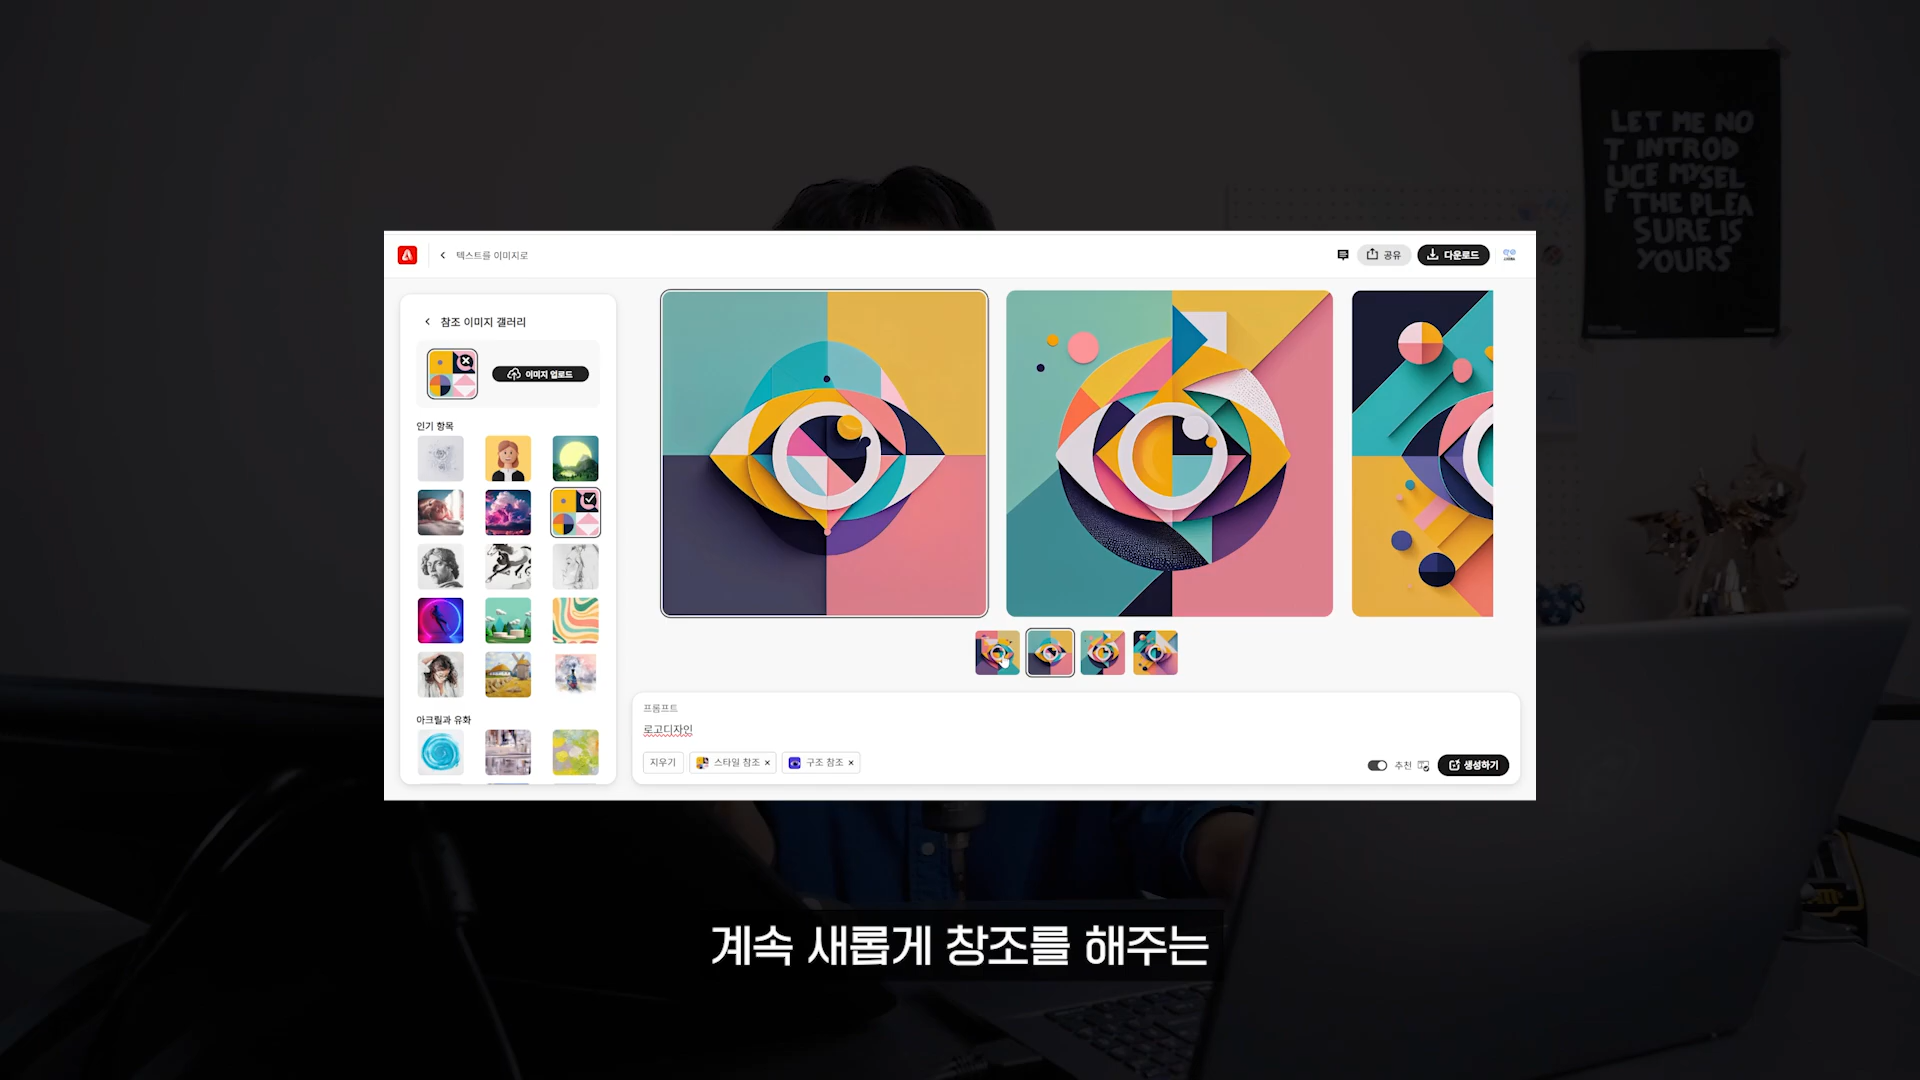 LET ME NO
T INTROD
UCE MYSEL
F THE PLEA
SURE IS
YOURS
텍스트를 이미지로
공유
다운로드
참조 이미지 갤러리
이미지 업로드
인기 항목
아크릴과 유화
프롬프트
로고디자인
지우기
스타일 참조
구조 참조
추천
생성하기
계속 새롭게 창조를 해주는